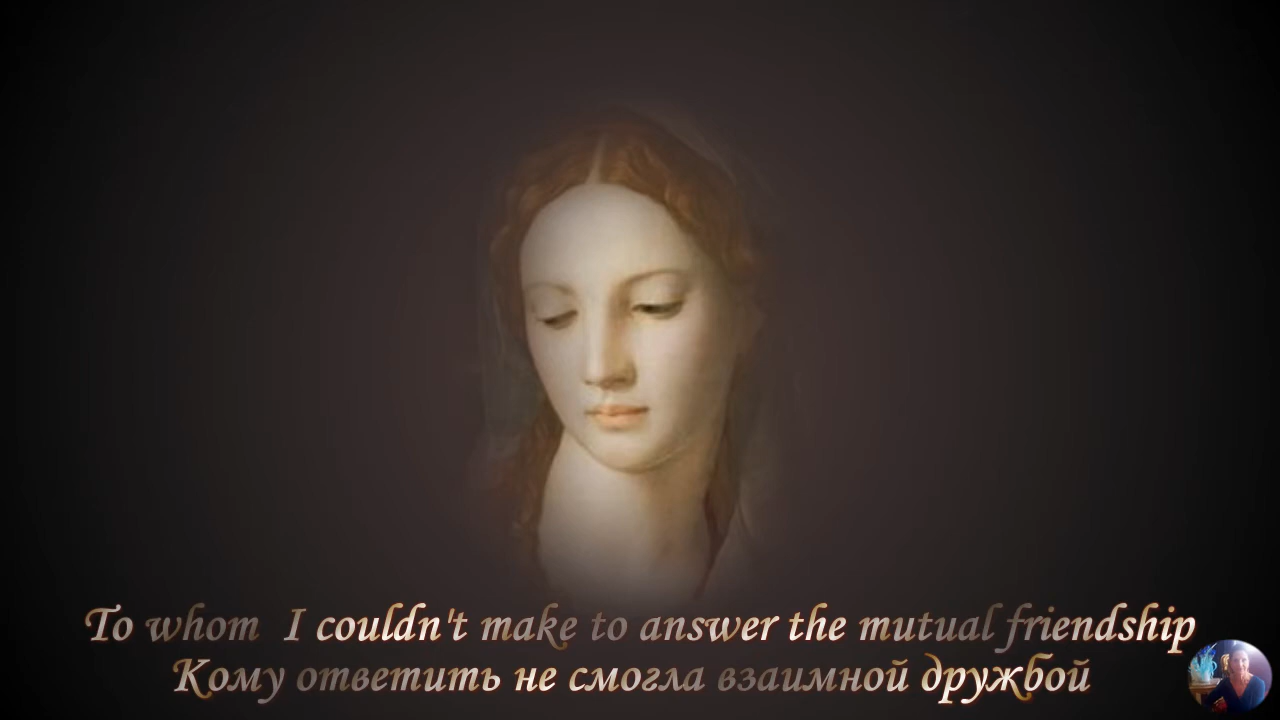 To whom I couldn't make to answer the mutual friendship
Кому ответить не смогла взаимной дружбой